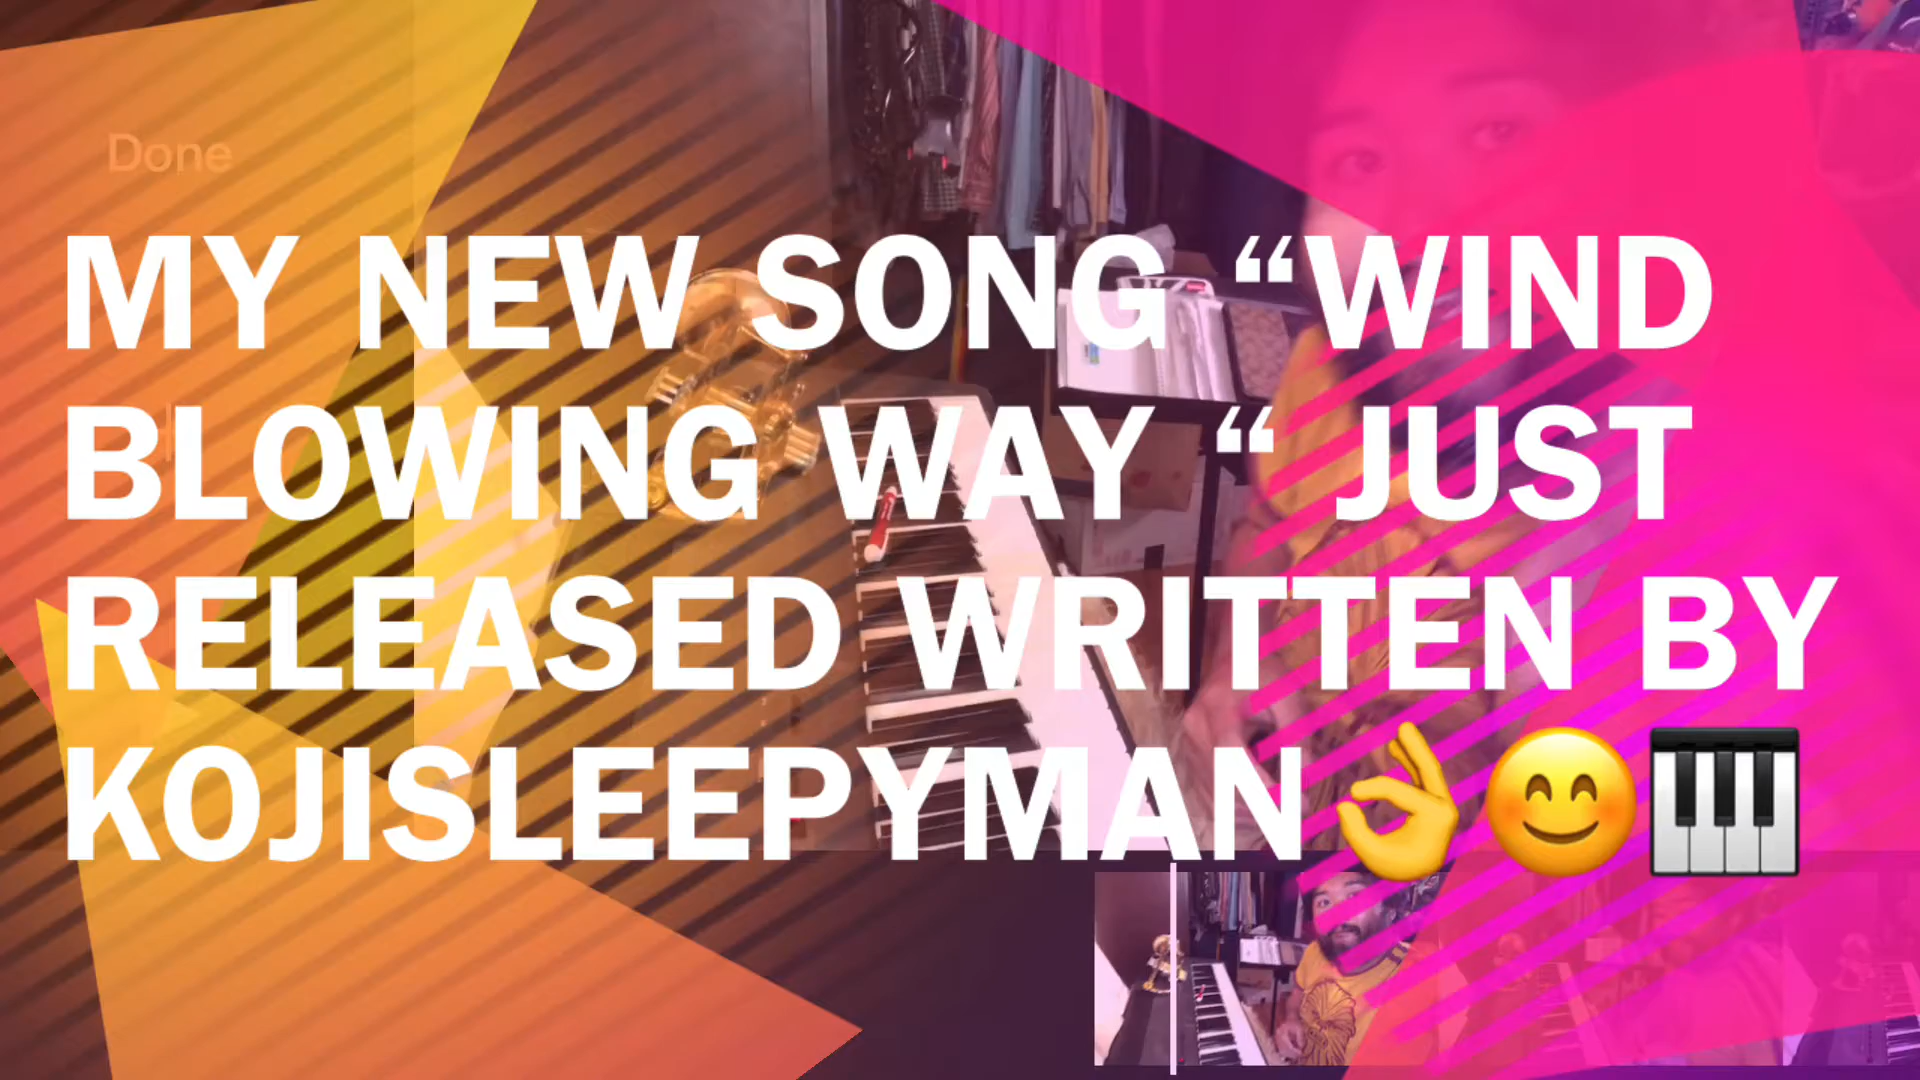 Done
MY NEW SONG “WIND
BLOWING WAY “ JUST
RELEASED WRITTEN BY
KOJISLEEPYMAN👌😊🎹